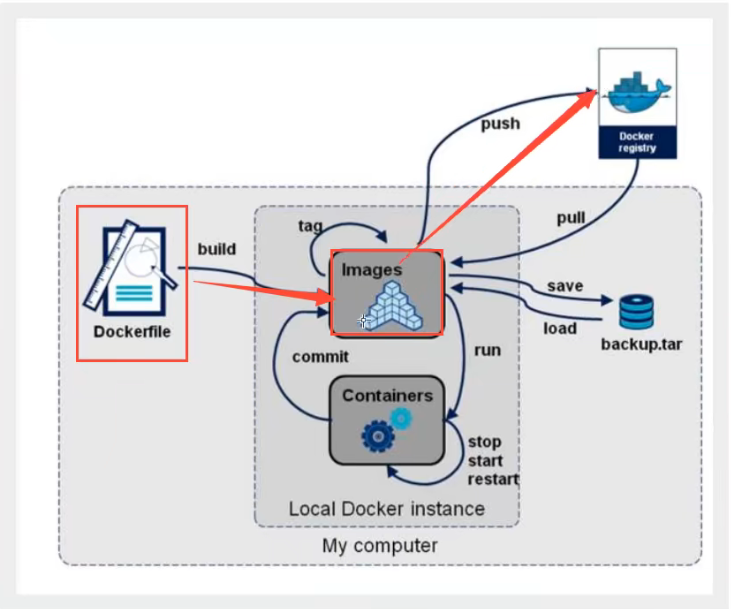 push
Docker
registry
tag
pull
build
Images
save
Dockerfile
load
backup.tar
commit
run
Containers
stop
start
restart
Local Docker instance
My computer